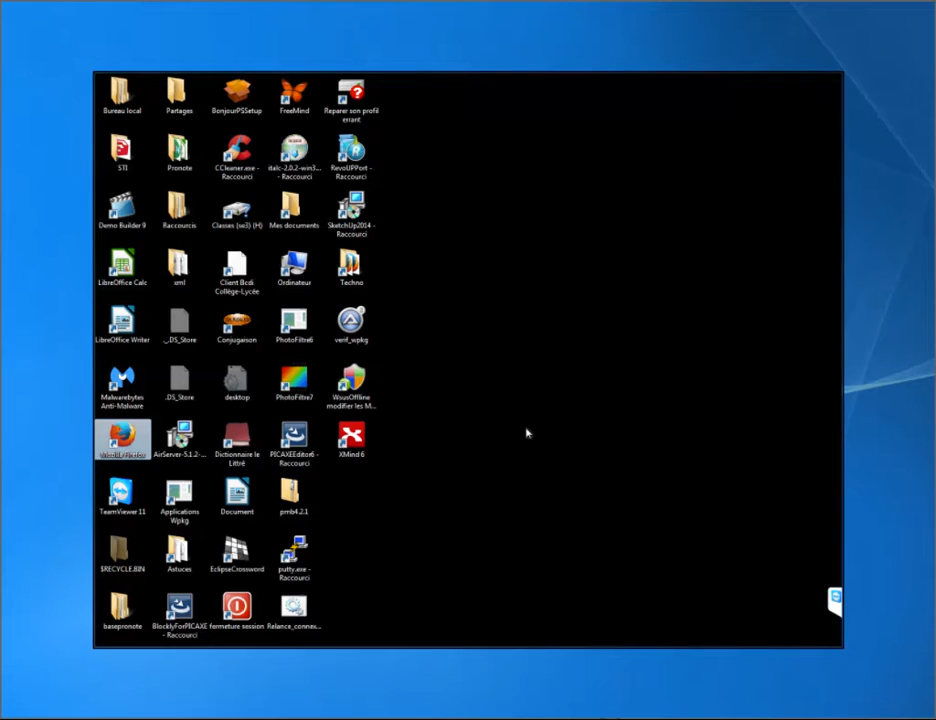 Bureau local
Partages
BonjourPSSetup
FreeMind
Reparer son profil
errant
STI
Pronote
CCleaner.exe -
Raccourci
italc-2.0.2-win3...
- Raccourci
RevoUPPort -
Raccourci
Demo Builder 9
Raccourcis
Classes (se3) (H)
Mes documents
SketchUp2014 -
Raccourci
LibreOffice Calc
xml
Client Bcdi
Collège-Lycée
Ordinateur
Techno
LibreOffice Writer
._.DS_Store
Conjugaison
PhotoFiltre6
verif_wpkg
Malwarebytes
Anti-Malware
.DS_Store
desktop
PhotoFiltre7
WsusOffline
modifier les M...
Mozilla Firefox
AirServer-5.1.2-...
Dictionnaire le
Littré
PICAXEEditor6 -
Raccourci
XMind 6
TeamViewer 11
Applications
Wpkg
Document
pmb4.2.1
$RECYCLE.BIN
Astuces
EclipseCrossword
putty.exe -
Raccourci
basepronote
BlocklyForPICAXE
- Raccourci
fermeture session
Relance_connex...